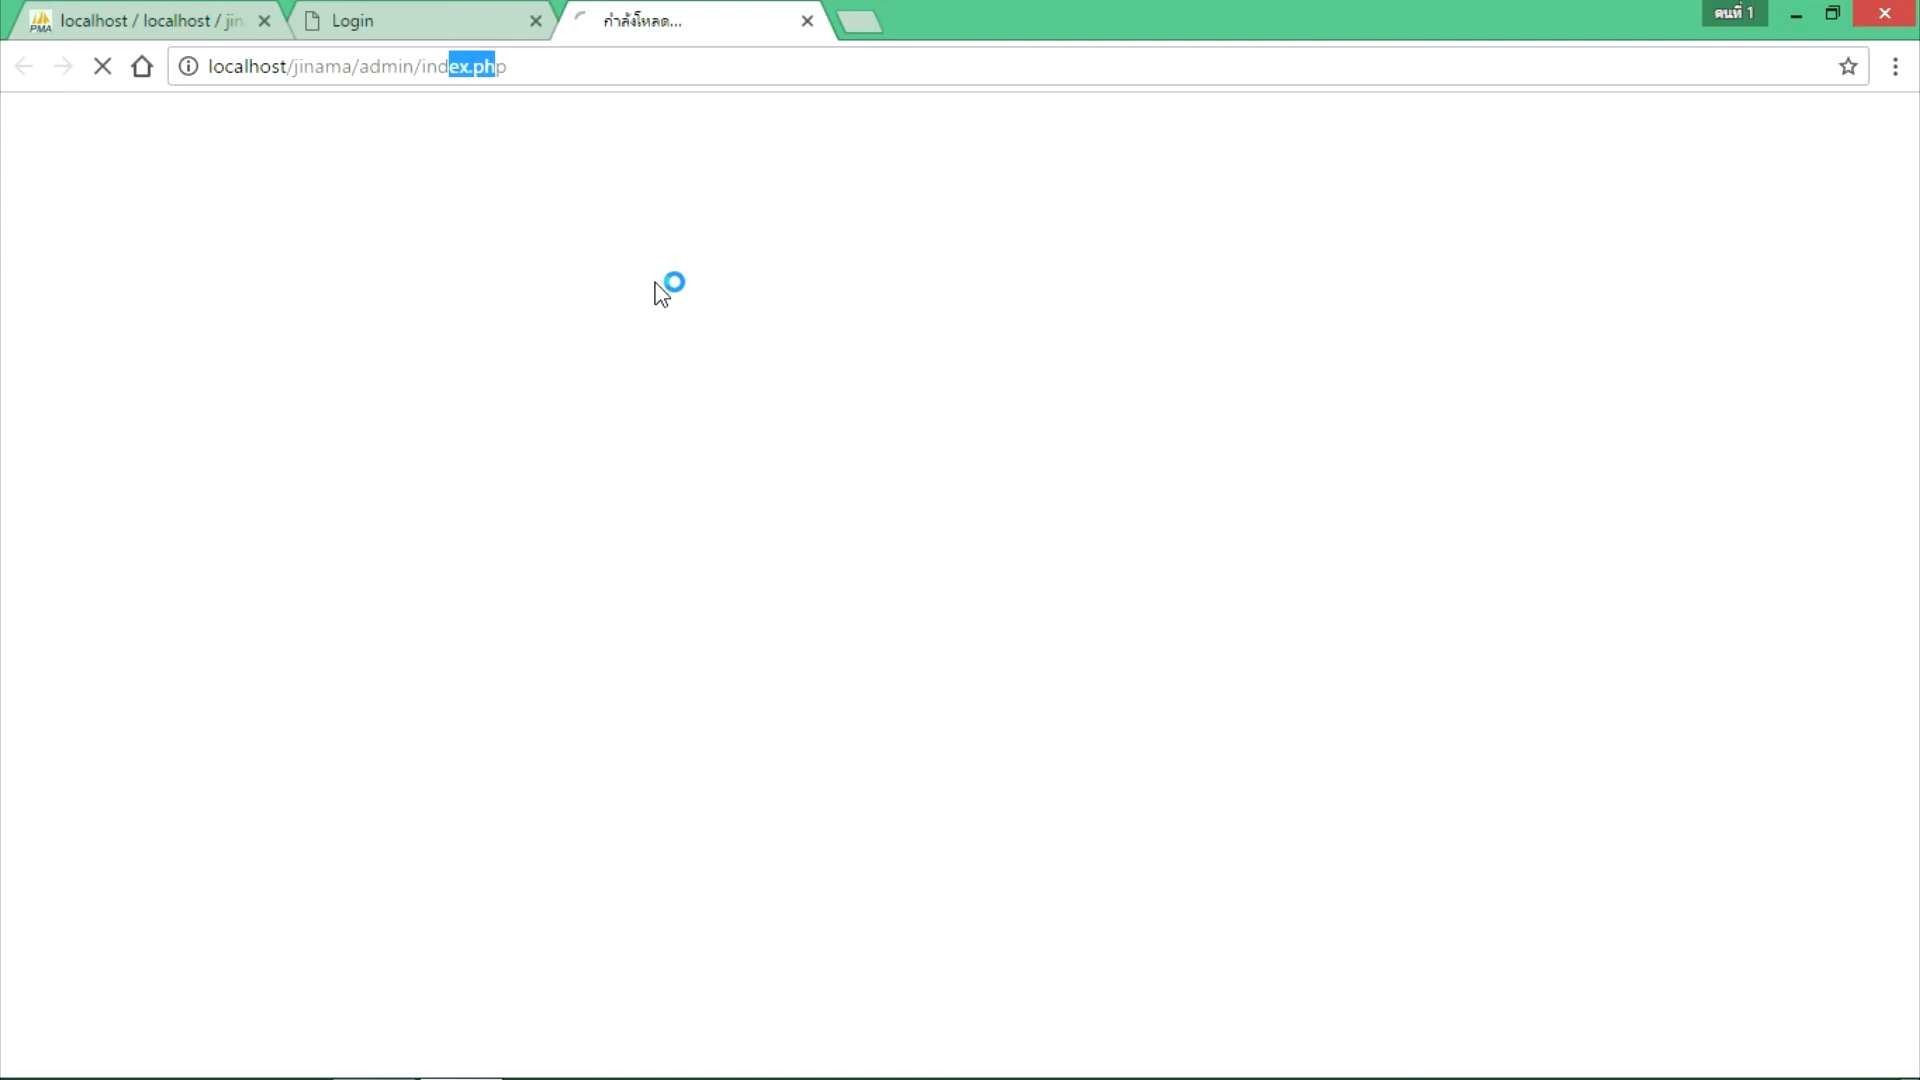 localhost / localhost / jin
Login
กำลังโหลด...
คนที่ 1
localhost/jinama/admin/index.php
PMA